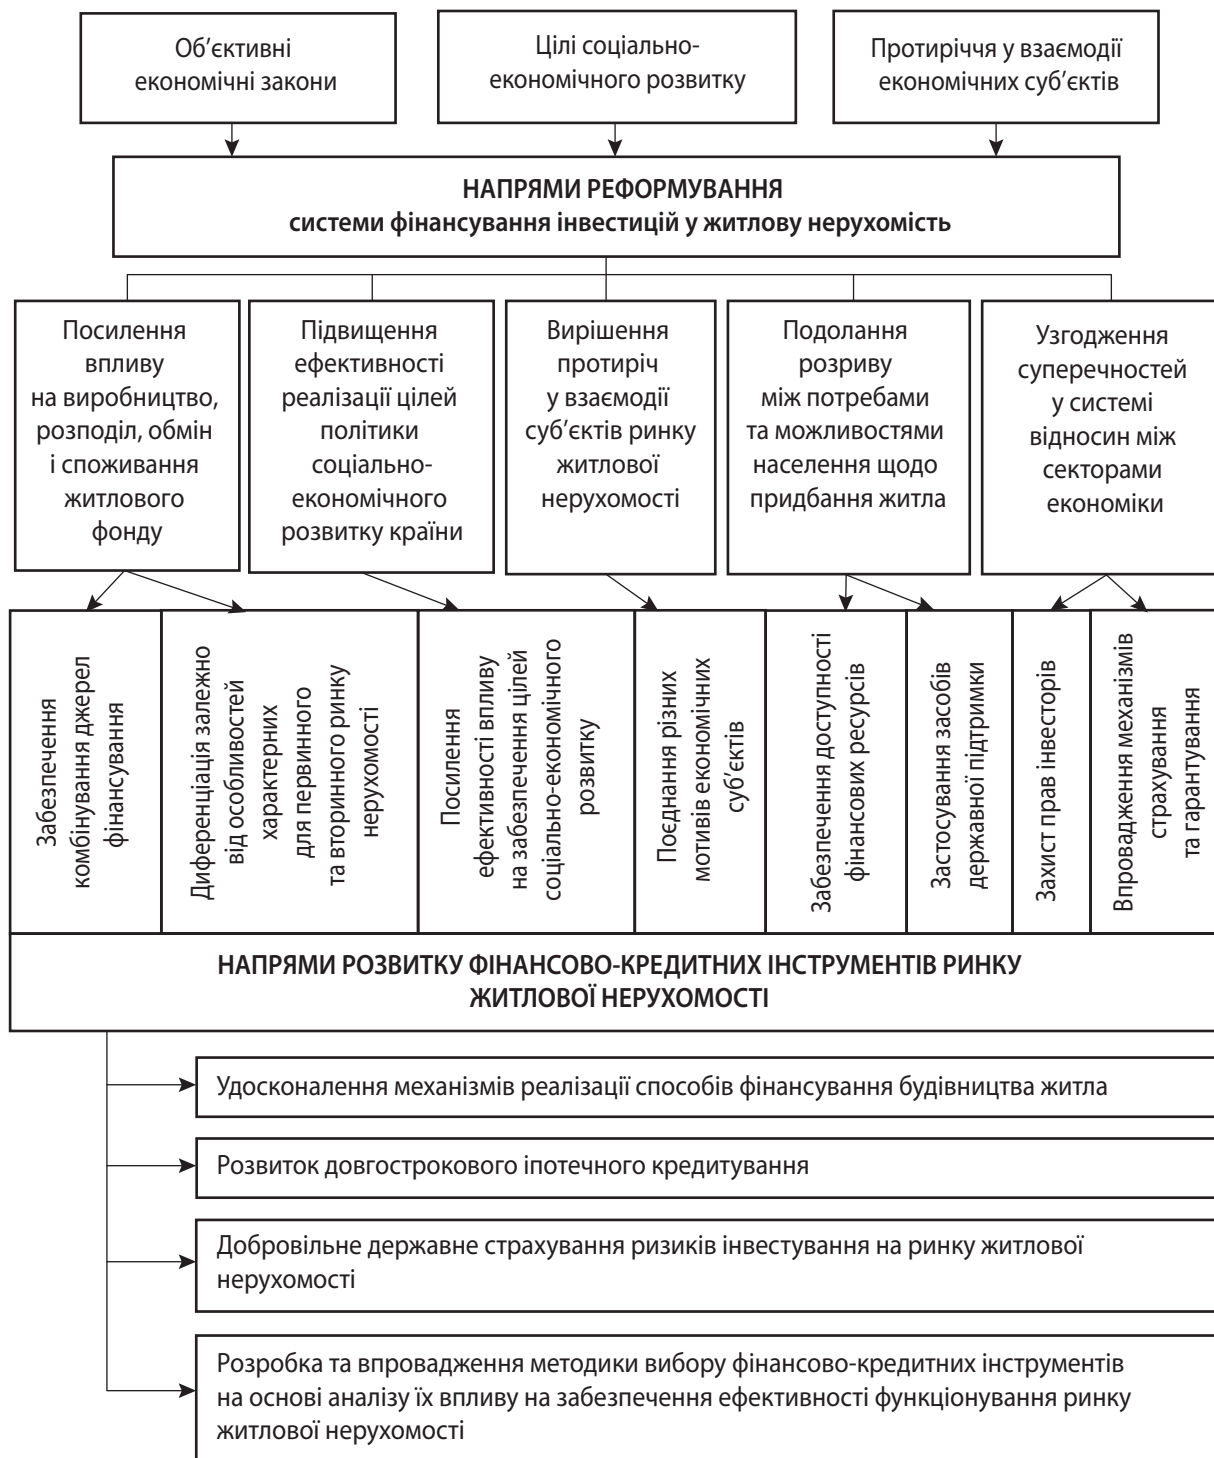 Об’єктивні
економічні закони
Цілі соціально-
економічного розвитку
Протиріччя у взаємодії
економічних суб’єктів
НАПРЯМИ РЕФОРМУВАННЯ
системи фінансування інвестицій у житлову нерухомість
Посилення
впливу
на виробництво,
розподіл, обмін
і споживання
житлового
фонду
Підвищення
ефективності
реалізації цілей
політики
соціально-
економічного
розвитку країни
Вирішення
протиріч
у взаємодії
суб’єктів ринку
житлової
нерухомості
Подолання
розриву
між потребами
та можливостями
населення щодо
придбання житла
Узгодження
суперечностей
у системі
відносин між
секторами
економіки
Забезпечення
комбінування джерел
фінансування
Диференціація залежно
від особливостей
характерних
для первинного
та вторинного ринку
нерухомості
Посилення
ефективності впливу
на забезпечення цілей
соціально-економічного
розвитку
Поєднання різних
мотивів економічних
суб’єктів
Забезпечення доступності
фінансових ресурсів
Застосування засобів
державної підтримки
Захист прав інвесторів
Впровадження механізмів
страхування
та гарантування
НАПРЯМИ РОЗВИТКУ ФІНАНСОВО-КРЕДИТНИХ ІНСТРУМЕНТІВ РИНКУ
ЖИТЛОВОЇ НЕРУХОМОСТІ
Удосконалення механізмів реалізації способів фінансування будівництва житла
Розвиток довгострокового іпотечного кредитування
Добровільне державне страхування ризиків інвестування на ринку житлової
нерухомості
Розробка та впровадження методики вибору фінансово-кредитних інструментів
на основі аналізу їх впливу на забезпечення ефективності функціонування ринку
житлової нерухомості